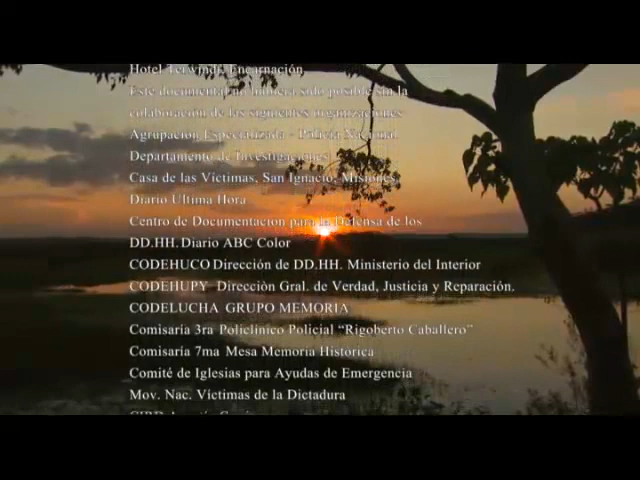 Hotel Encarnación
Este documental no hubiera sido posible sin la
colaboración de las siguientes organizaciones
Agrupación Especializada - Policía Nacional
Departamento de Investigaciones
Casa de las Víctimas, San Ignacio, Misiones
Diario Ultima Hora
Centro de Documentacion para la Defensa de los
DD.HH. Diario ABC Color
CODEHUCO Dirección de DD.HH. Ministerio del Interior
CODEHUPY Direcciòn Gral. de Verdad, Justicia y Reparación.
CODELUCHA GRUPO MEMORIA
Comisaría 3ra Policlínico Policial “Rigoberto Caballero”
Comisaría 7ma Mesa Memoria Histórica
Comité de Iglesias para Ayudas de Emergencia
Mov. Nac. Víctimas de la Dictadura